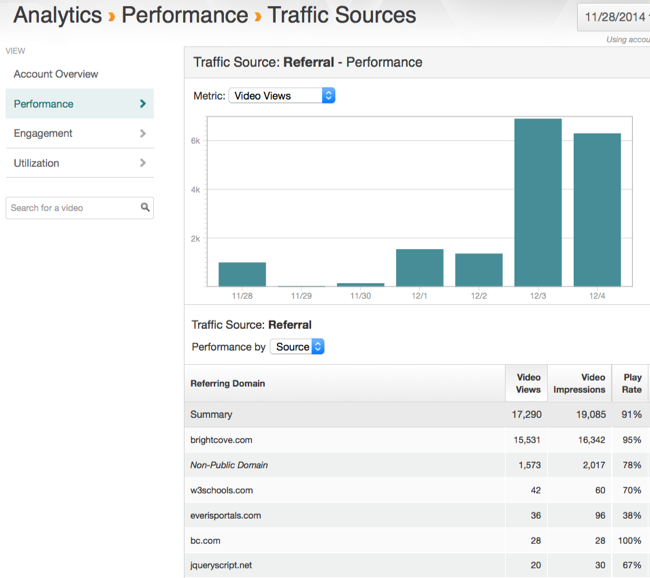 Analytics › Performance › Traffic Sources
11/28/2014
Using
VIEW
Account Overview
Performance
Engagement
Utilization
Search for a video
Traffic Source: Referral - Performance
Metric: Video Views
6k
4k
2k
11/28 11/29 11/30 12/1 12/2 12/3 12/4
Traffic Source: Referral
Performance by Source
Referring Domain Video Views Video Impressions Play Rate
Summary 17,290 19,085 91%
brightcove.com 15,531 16,342 95%
Non-Public Domain 1,573 2,017 78%
w3schools.com 42 60 70%
everisportals.com 36 96 38%
bc.com 28 28 100%
jqueryscript.net 20 30 67%